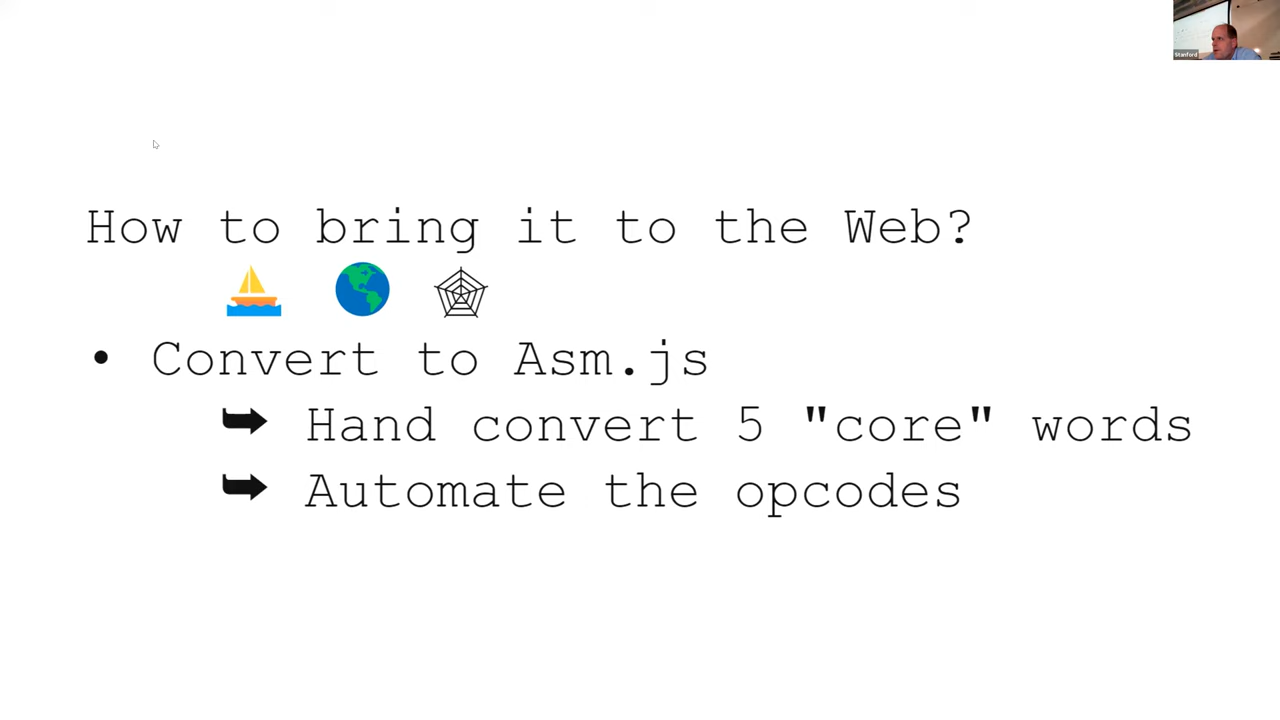 Stanford
How to bring it to the Web?
• Convert to Asm.js
➥ Hand convert 5 "core" words
➥ Automate the opcodes